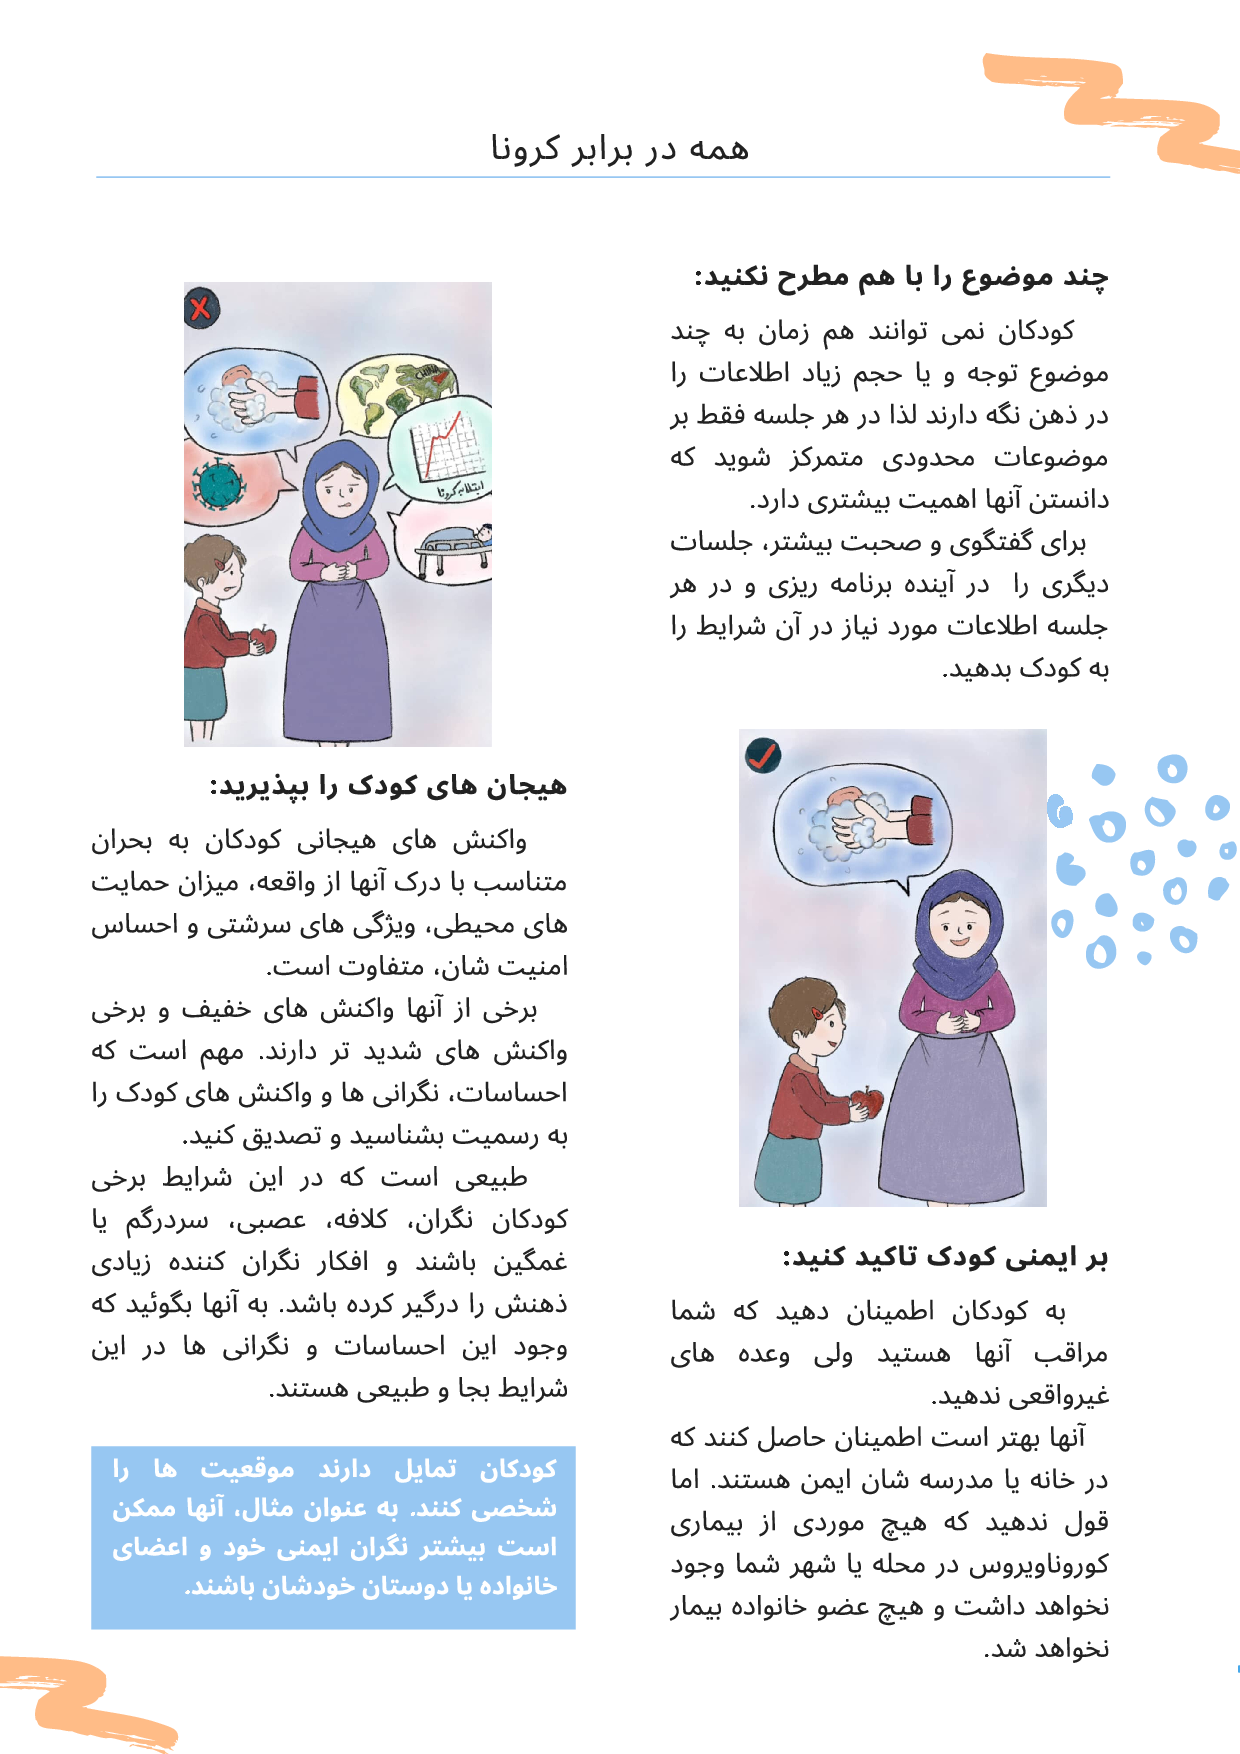 همه در برابر کرونا
چند موضوع را با هم مطرح نکنید:
کودکان نمی توانند هم زمان به چند
موضوع توجه و یا حجم زیاد اطلاعات را
در ذهن نگه دارند لذا در هر جلسه فقط بر
موضوعات محدودی متمرکز شوید که
دانستن آنها اهمیت بیشتری دارد.
برای گفتگوی و صحبت بیشتر، جلسات
دیگری را در آینده برنامه ریزی و در هر
جلسه اطلاعات مورد نیاز در آن شرایط را
به کودک بدهید.
بر ایمنی کودک تاکید کنید:
به کودکان اطمینان دهید که شما
مراقب آنها هستید ولی وعده های
غیرواقعی ندهید.
آنها بهتر است اطمینان حاصل کنند که
در خانه یا مدرسه شان ایمن هستند. اما
قول ندهید که هیچ موردی از بیماری
کوروناویروس در محله یا شهر شما وجود
نخواهد داشت و هیچ عضو خانواده بیمار
نخواهد شد.
CHINA
ابتلا به کرونا
هیجان های کودک را بپذیرید:
واکنش های هیجانی کودکان به بحران
متناسب با درک آنها از واقعه، میزان حمایت
های محیطی، ویژگی های سرشتی و احساس
امنیت شان، متفاوت است.
برخی از آنها واکنش های خفیف و برخی
واکنش های شدید تر دارند. مهم است که
احساسات، نگرانی ها و واکنش های کودک را
به رسمیت بشناسید و تصدیق کنید.
طبیعی است که در این شرایط برخی
کودکان نگران، کلافه، عصبی، سردرگم یا
غمگین باشند و افکار نگران کننده زیادی
ذهنش را درگیر کرده باشد. به آنها بگوئید که
وجود این احساسات و نگرانی ها در این
شرایط بجا و طبیعی هستند.
کودکان تمایل دارند موقعیت ها را
شخصی کنند. به عنوان مثال، آنها ممکن
است بیشتر نگران ایمنی خود و اعضای
خانواده یا دوستان خودشان باشند.